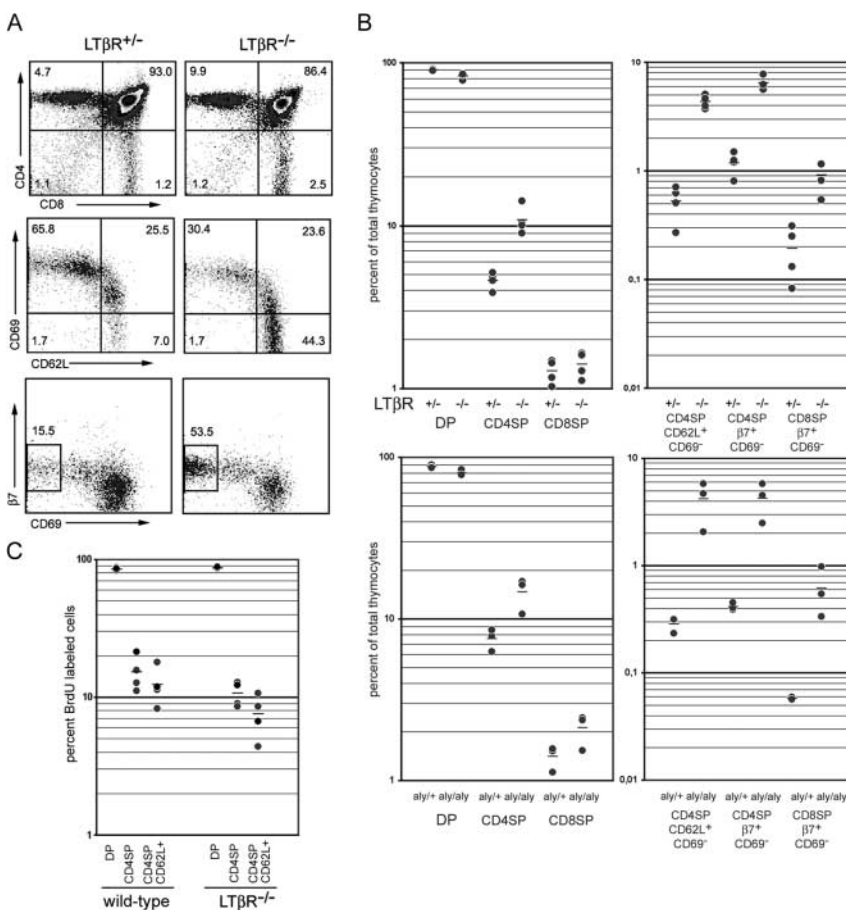 A
LTβR+/-
LTβR-/-
4.7
93.0
9.9
86.4
CD4
1.1
1.2
1.2
2.5
CD8
65.8
25.5
30.4
23.6
CD69
1.7
7.0
1.7
44.3
CD62L
15.5
53.5
β7
CD69
B
percent of total thymocytes
100
10
1
LTβR
+/- -/- +/- -/- +/- -/-
DP CD4SP CD8SP
10
1
0,1
0,01
+/- -/- +/- -/- +/- -/-
CD4SP CD4SP CD8SP
CD62L+ β7+ β7+
CD69- CD69- CD69-
percent of total thymocytes
100
10
1
aly/+ aly/aly aly/+ aly/aly aly/+ aly/aly
DP CD4SP CD8SP
10
1
0,1
0,01
aly/+ aly/aly aly/+ aly/aly aly/+ aly/aly
CD4SP CD4SP CD8SP
CD62L+ β7+ β7+
CD69- CD69- CD69-
C
percent BrdU labeled cells
100
10
1
DP
CD4SP
CD4SP
CD62L+
DP
CD4SP
CD4SP
CD62L+
wild-type
LTβR-/-